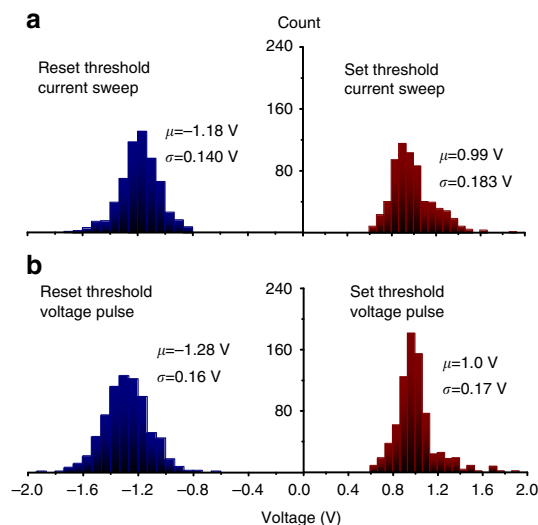 a
Count
240
160
80
Reset threshold
current sweep
μ=−1.18 V
σ=0.140 V
Set threshold
current sweep
μ=0.99 V
σ=0.183 V
b
240
160
80
Reset threshold
voltage pulse
μ=−1.28 V
σ=0.16 V
Set threshold
voltage pulse
μ=1.0 V
σ=0.17 V
−2.0 −1.6 −1.2 −0.8 −0.4 0.0 0.4 0.8 1.2 1.6 2.0
Voltage (V)